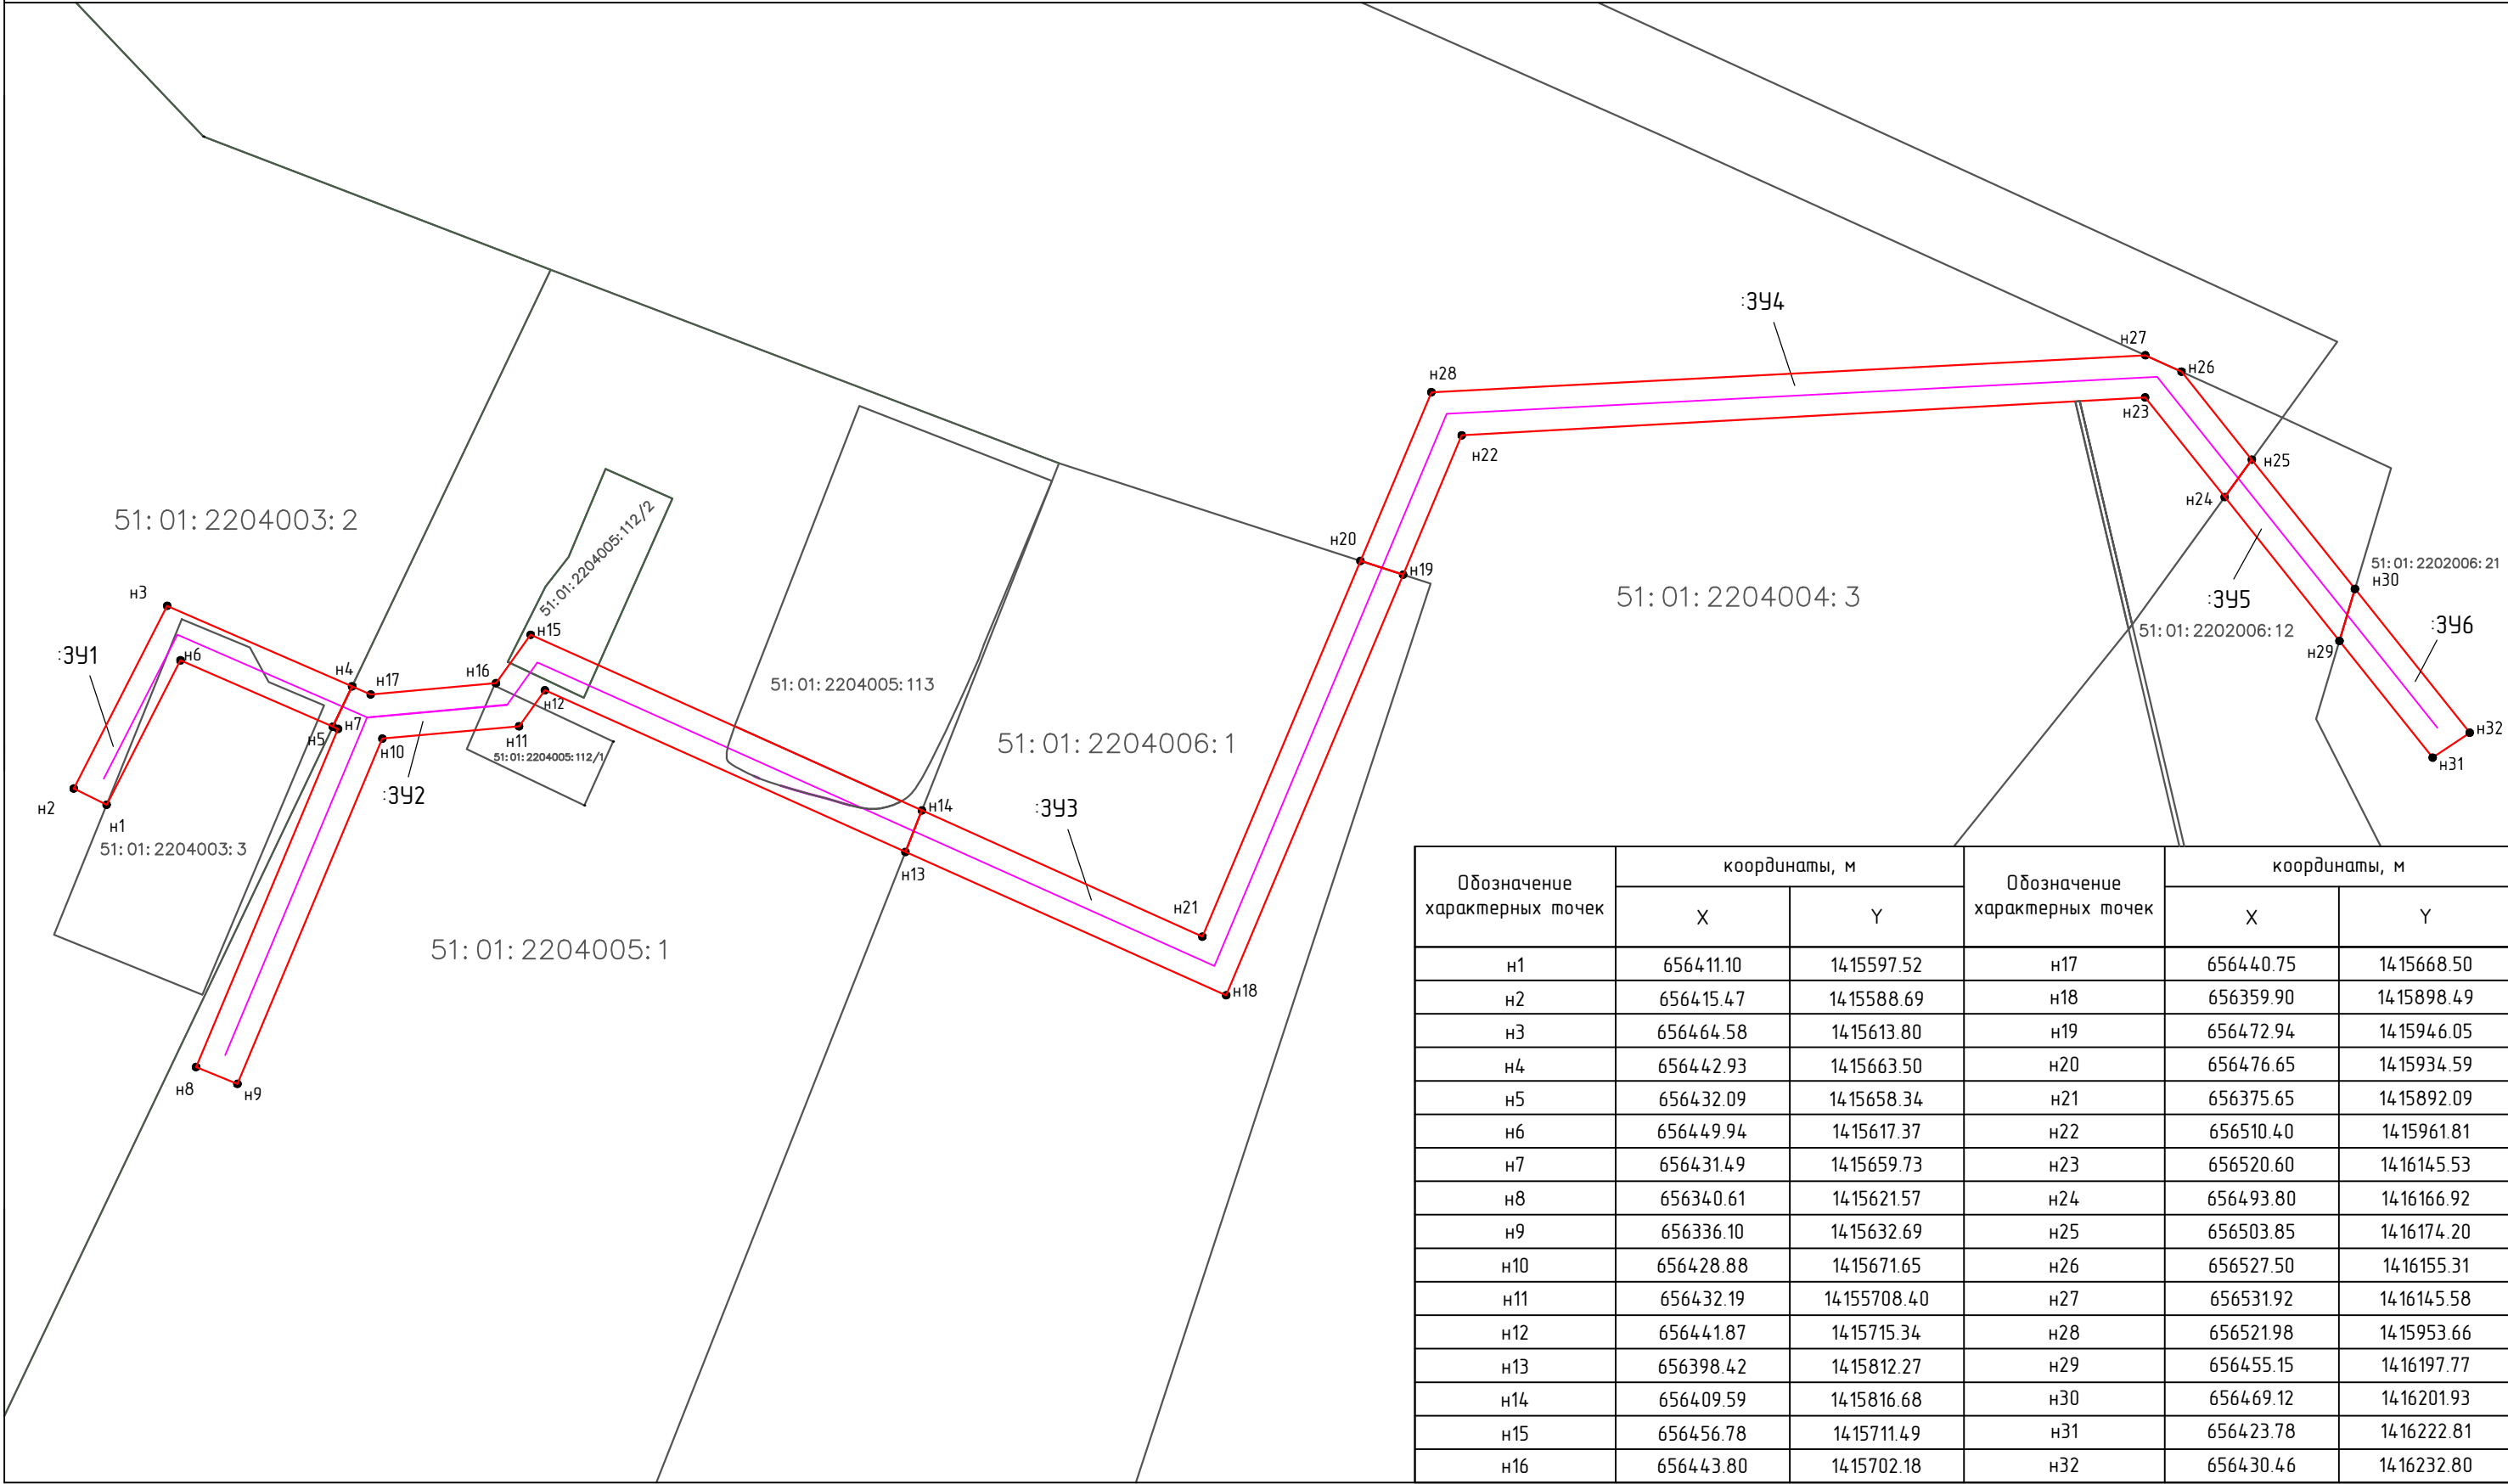 :ЗУ4
н27
н28
н26
н23
н22
н25
н24
51:01:2204005:112/2
51:01:2204003:2
н20
н19
51:01:2202006:21
н30
51:01:2204004:3
:ЗУ5
н3
51:01:2202006:12
:ЗУ6
н15
н29
:ЗУ1
н6
н4
н17
н16
51:01:2204005:113
н12
н7
н5
н10
н11
51:01:2204005:112/1
51:01:2204006:1
н32
н31
:ЗУ2
н2
н1
н14
:ЗУ3
51:01:2204003:3
н13
н21
51:01:2204005:1
н18
н8
н9
Обозначение характерных точек | координаты, м | Обозначение характерных точек | координаты, м
X | Y | X | Y
н1 | 656411.10 | 1415597.52 | н17 | 656440.75 | 1415668.50
н2 | 656415.47 | 1415588.69 | н18 | 656359.90 | 1415898.49
н3 | 656464.58 | 1415613.80 | н19 | 656472.94 | 1415946.05
н4 | 656442.93 | 1415663.50 | н20 | 656476.65 | 1415934.59
н5 | 656432.09 | 1415658.34 | н21 | 656375.65 | 1415892.09
н6 | 656449.94 | 1415617.37 | н22 | 656510.40 | 1415961.81
н7 | 656431.49 | 1415659.73 | н23 | 656520.60 | 1416145.53
н8 | 656340.61 | 1415621.57 | н24 | 656493.80 | 1416166.92
н9 | 656336.10 | 1415632.69 | н25 | 656503.85 | 1416174.20
н10 | 656428.88 | 1415671.65 | н26 | 656527.50 | 1416155.31
н11 | 656432.19 | 14155708.40 | н27 | 656531.92 | 1416145.58
н12 | 656441.87 | 1415715.34 | н28 | 656521.98 | 1415953.66
н13 | 656398.42 | 1415812.27 | н29 | 656455.15 | 1416197.77
н14 | 656409.59 | 1415816.68 | н30 | 656469.12 | 1416201.93
н15 | 656456.78 | 1415711.49 | н31 | 656423.78 | 1416222.81
н16 | 656443.80 | 1415702.18 | н32 | 656430.46 | 1416232.80